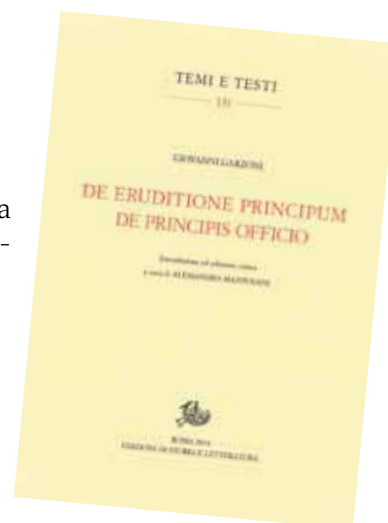 a
-
TEMI E TESTI
GIOVANNI GARZONI
DE ERUDITIONE PRINCIPUM
DE PRINCIPIS OFFICIO
Introduzione ed edizione critica
a cura di ALESSANDRA
EDIZIONI DI STORIA E LETTERATURA